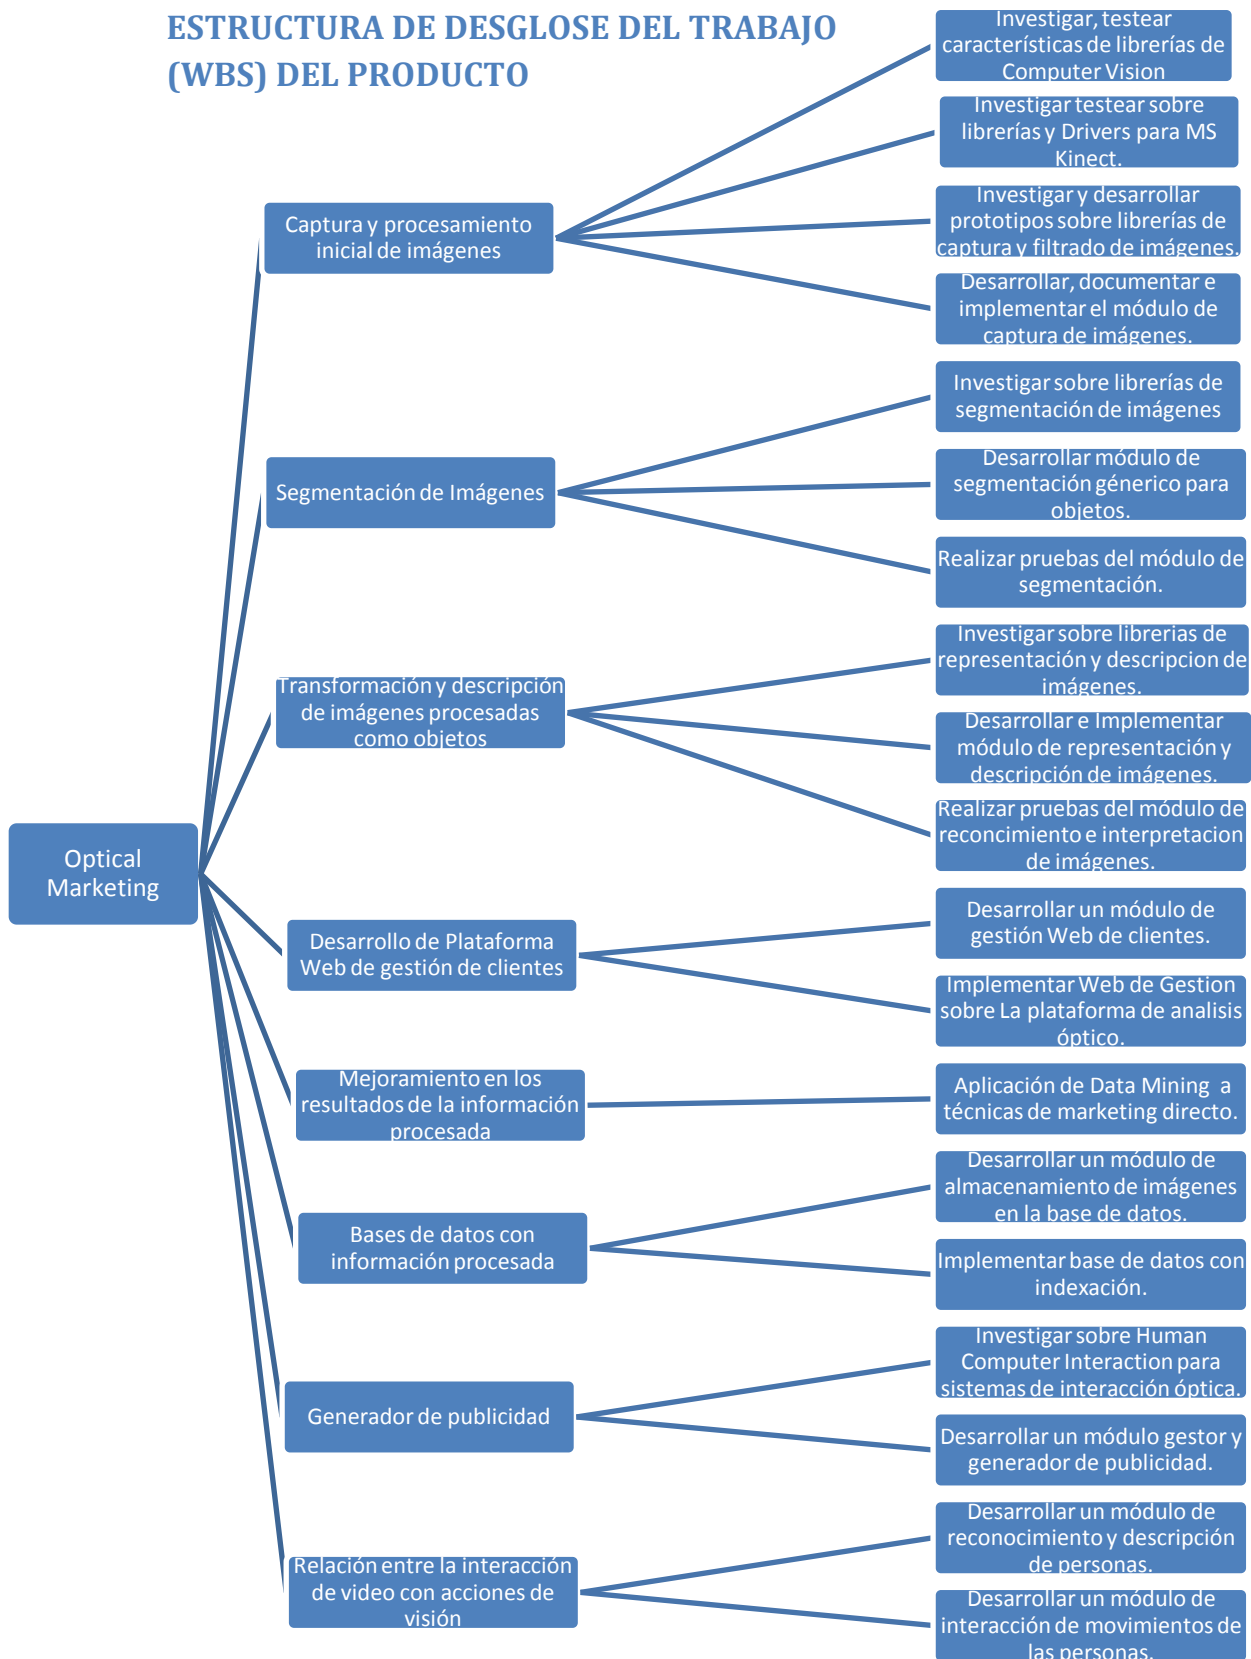 ESTRUCTURA DE DESGLOSE DEL TRABAJO
(WBS) DEL PRODUCTO
Optical
Marketing
Captura y procesamiento
inicial de imágenes
Investigar, testear
características de librerías de
Computer Vision
Investigar testear sobre
librerías y Drivers para MS
Kinect.
Investigar y desarrollar
prototipos sobre librerías de
captura y filtrado de imágenes.
Desarrollar, documentar e
implementar el módulo de
captura de imágenes.
Segmentación de Imágenes
Investigar sobre librerías de
segmentación de imágenes
Desarrollar módulo de
segmentación génerico para
objetos.
Realizar pruebas del módulo de
segmentación.
Transformación y descripción
de imágenes procesadas
como objetos
Investigar sobre librerias de
representación y descripcion de
imágenes.
Desarrollar e Implementar
módulo de representación y
descripción de imágenes.
Realizar pruebas del módulo de
reconcimiento e interpretacion
de imágenes.
Desarrollo de Plataforma
Web de gestión de clientes
Desarrollar un módulo de
gestión Web de clientes.
Implementar Web de Gestion
sobre La plataforma de analisis
óptico.
Mejoramiento en los
resultados de la información
procesada
Aplicación de Data Mining a
técnicas de marketing directo.
Bases de datos con
información procesada
Desarrollar un módulo de
almacenamiento de imágenes
en la base de datos.
Implementar base de datos con
indexación.
Generador de publicidad
Investigar sobre Human
Computer Interaction para
sistemas de interacción óptica.
Desarrollar un módulo gestor y
generador de publicidad.
Relación entre la interacción
de video con acciones de
visión
Desarrollar un módulo de
reconocimiento y descripción
de personas.
Desarrollar un módulo de
interacción de movimientos de
las personas.